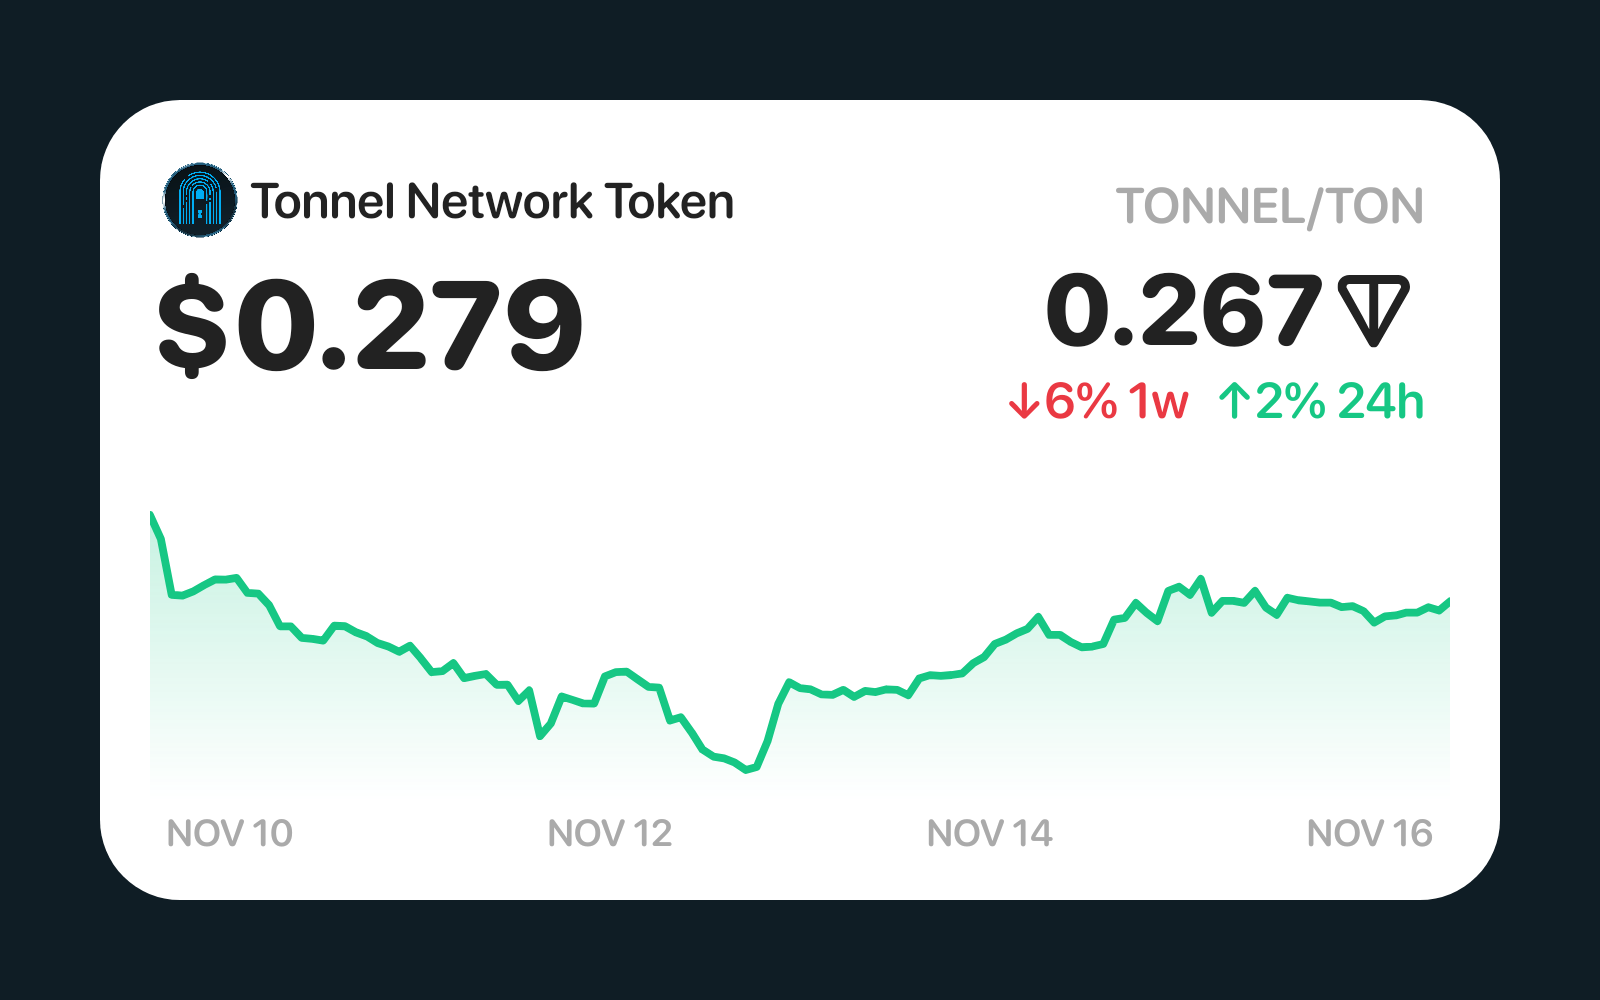 Tonnel Network Token
TONNEL/TON
$0.279
0.267
↓6% 1w ↑2% 24h
NOV 10 NOV 12 NOV 14 NOV 16